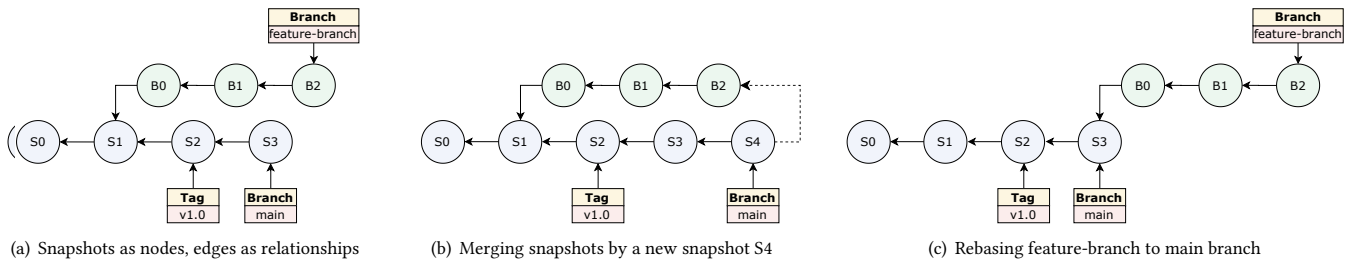 Branch
feature-branch
B0 B1 B2
S0 S1 S2 S3
Tag
v1.0
Branch
main
(a) Snapshots as nodes, edges as relationships
B0 B1 B2
S0 S1 S2 S3 S4
Tag
v1.0
Branch
main
(b) Merging snapshots by a new snapshot S4
Branch
feature-branch
B0 B1 B2
S0 S1 S2 S3
Tag
v1.0
Branch
main
(c) Rebasing feature-branch to main branch